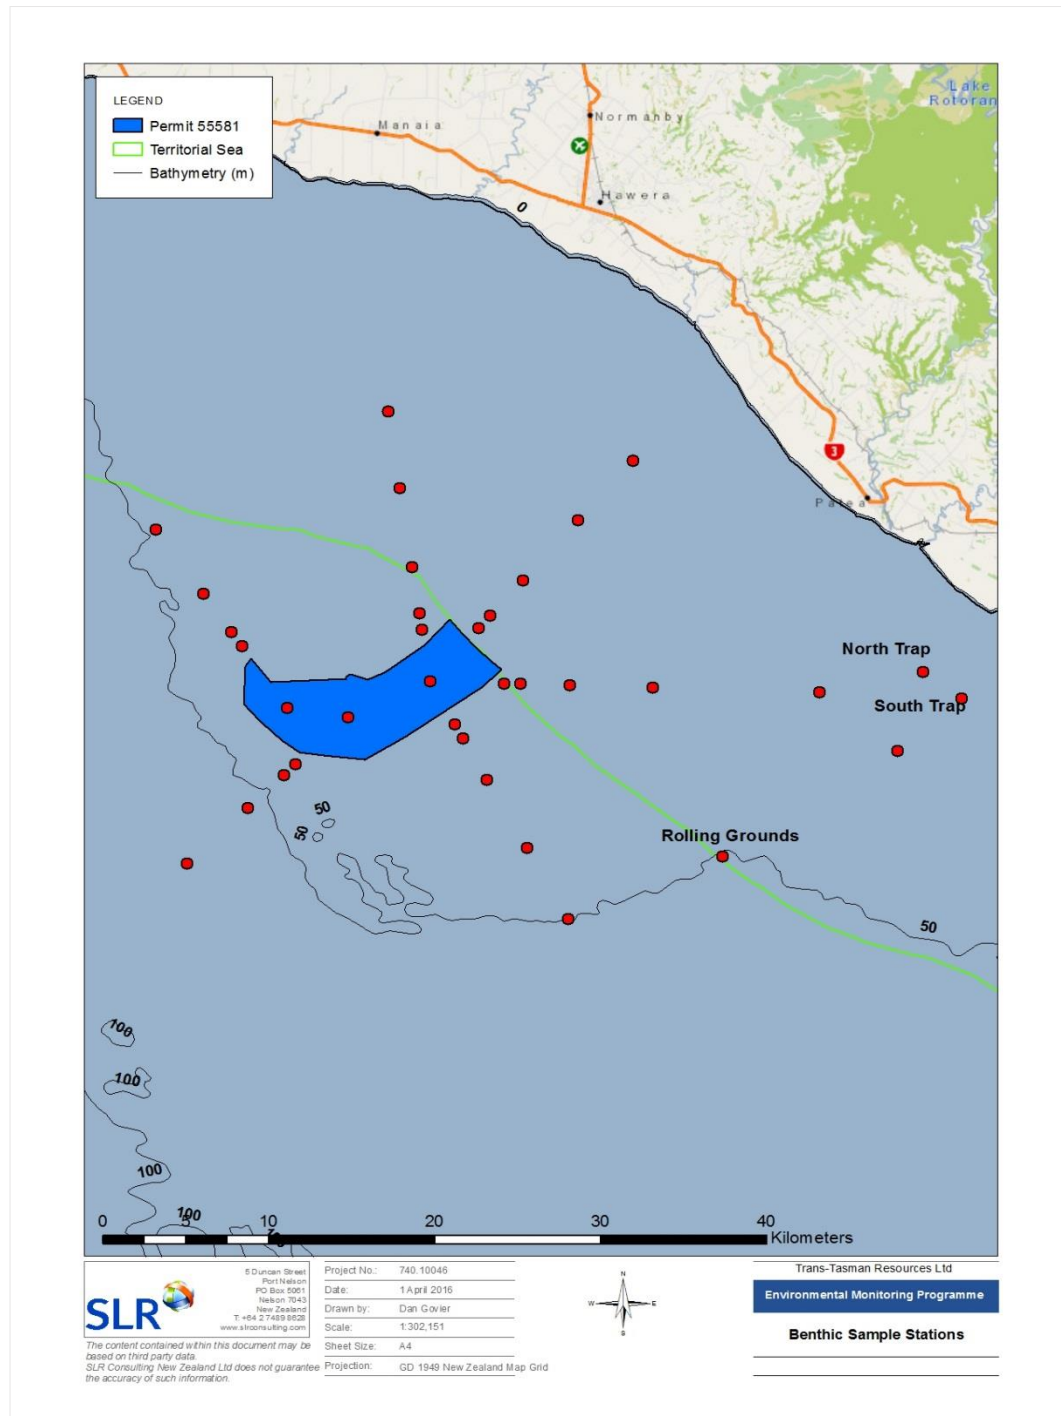 LEGEND
Permit 55581
Territorial Sea
Bathymetry (m)
Lake
Rotoran
Manaia
Normanby
Hawera
0
3
Patea
North Trap
South Trap
50
50
Rolling Grounds
50
100
100
100
100
0
5
10
20
30
40
Kilometers
SLR
5 Duncan Street
Port Nelson
PO Box 5061
Nelson 7043
New Zealand
T: +64 2 7489 8628
www.slrconsulting.com
The content contained within this document may be
based on third party data.
SLR Consulting New Zealand Ltd does not guarantee
the accuracy of such information.
Project No.: 740.10046
Date: 1 April 2016
Drawn by: Dan Govier
Scale: 1:302,151
Sheet Size: A4
Projection: GD 1949 New Zealand Map Grid
N
W
E
S
Trans-Tasman Resources Ltd
Environmental Monitoring Programme
Benthic Sample Stations